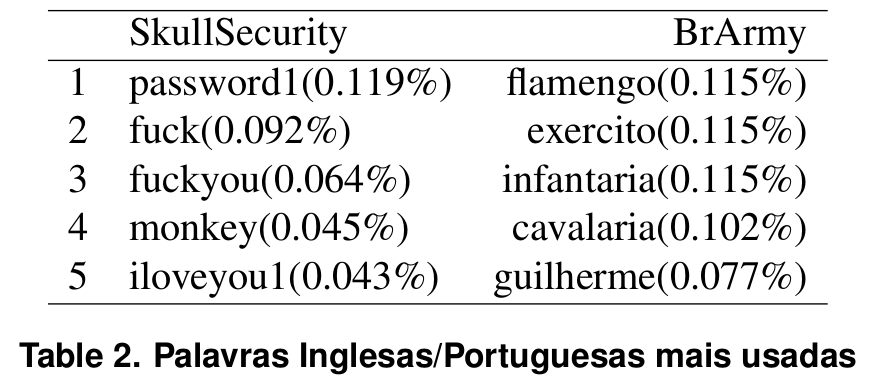 SkullSecurity BrArmy
1 password1(0.119%) flamengo(0.115%)
2 fuck(0.092%) exercito(0.115%)
3 fuckyou(0.064%) infantaria(0.115%)
4 monkey(0.045%) cavalaria(0.102%)
5 iloveyou1(0.043%) guilherme(0.077%)
Table 2. Palavras Inglesas/Portuguesas mais usadas